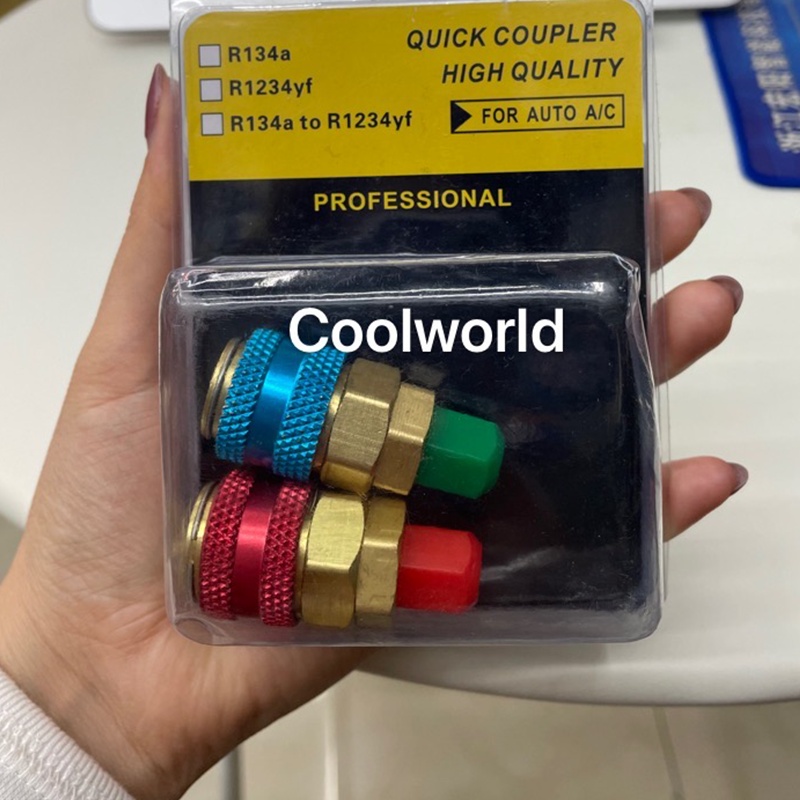 R134a
R1234yf
R134a to R1234yf
QUICK COUPLER
HIGH QUALITY
FOR AUTO A/C
PROFESSIONAL
Coolworld